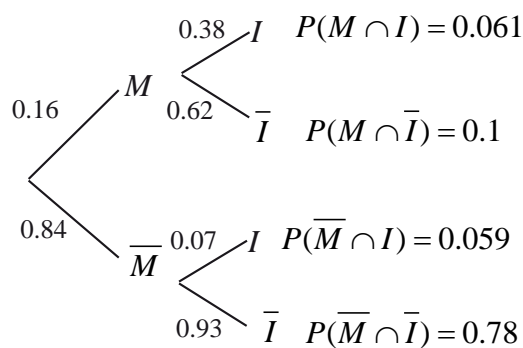 0.38 I P(M ∩ I) = 0.061
0.16 M
0.62 I̅ P(M ∩ I̅) = 0.1
0.84 M̅ 0.07 I P(M̅ ∩ I) = 0.059
0.93 I̅ P(M̅ ∩ I̅) = 0.78